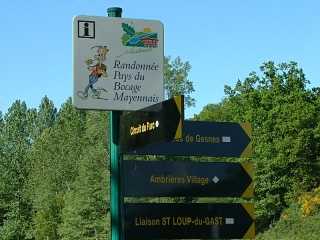 i
Randonnée
Pays du
Bocage
Mayennais
Circuit du Parc
de Gesnes
Ambrières Village
Liaison ST LOUP-du-GAST